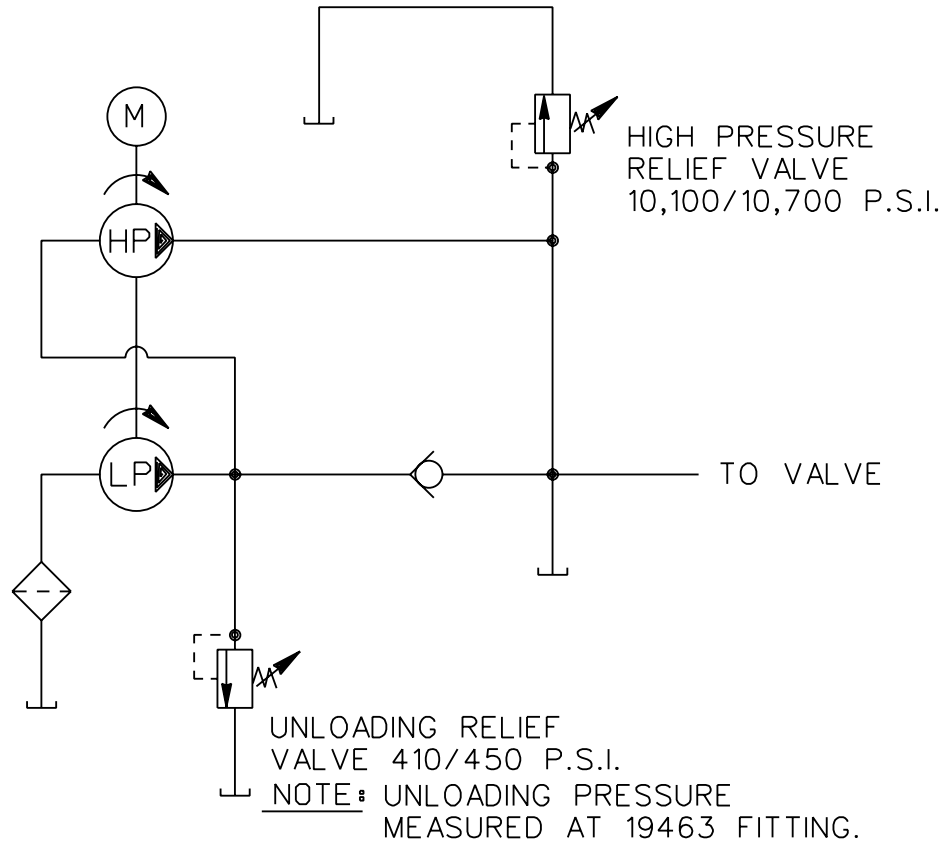 M
HIGH PRESSURE
RELIEF VALVE
10,100/10,700 P.S.I.
HP
LP
TO VALVE
UNLOADING RELIEF
VALVE 410/450 P.S.I.
NOTE: UNLOADING PRESSURE
MEASURED AT 19463 FITTING.